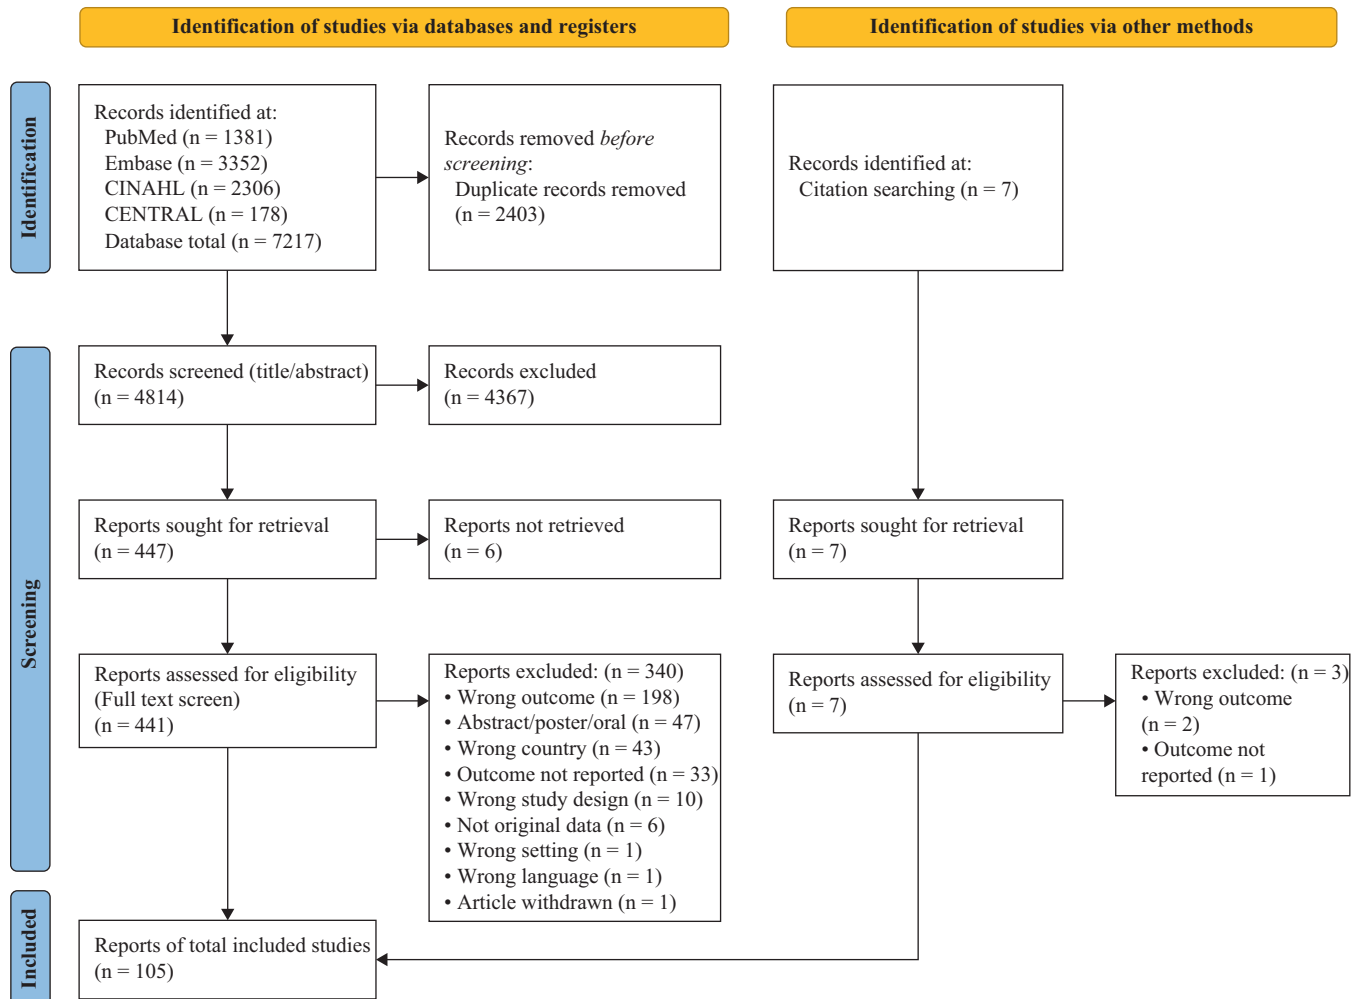 Identification of studies via databases and registers
Identification of studies via other methods
Identification
Records identified at:
PubMed (n = 1381)
Embase (n = 3352)
CINAHL (n = 2306)
CENTRAL (n = 178)
Database total (n = 7217)
Records removed before
screening:
Duplicate records removed
(n = 2403)
Records identified at:
Citation searching (n = 7)
Screening
Records screened (title/abstract)
(n = 4814)
Records excluded
(n = 4367)
Reports sought for retrieval
(n = 447)
Reports not retrieved
(n = 6)
Reports sought for retrieval
(n = 7)
Reports assessed for eligibility
(Full text screen)
(n = 441)
Reports excluded: (n = 340)
• Wrong outcome (n = 198)
• Abstract/poster/oral (n = 47)
• Wrong country (n = 43)
• Outcome not reported (n = 33)
• Wrong study design (n = 10)
• Not original data (n = 6)
• Wrong setting (n = 1)
• Wrong language (n = 1)
• Article withdrawn (n = 1)
Reports assessed for eligibility
(n = 7)
Reports excluded: (n = 3)
• Wrong outcome
(n = 2)
• Outcome not
reported (n = 1)
Included
Reports of total included studies
(n = 105)